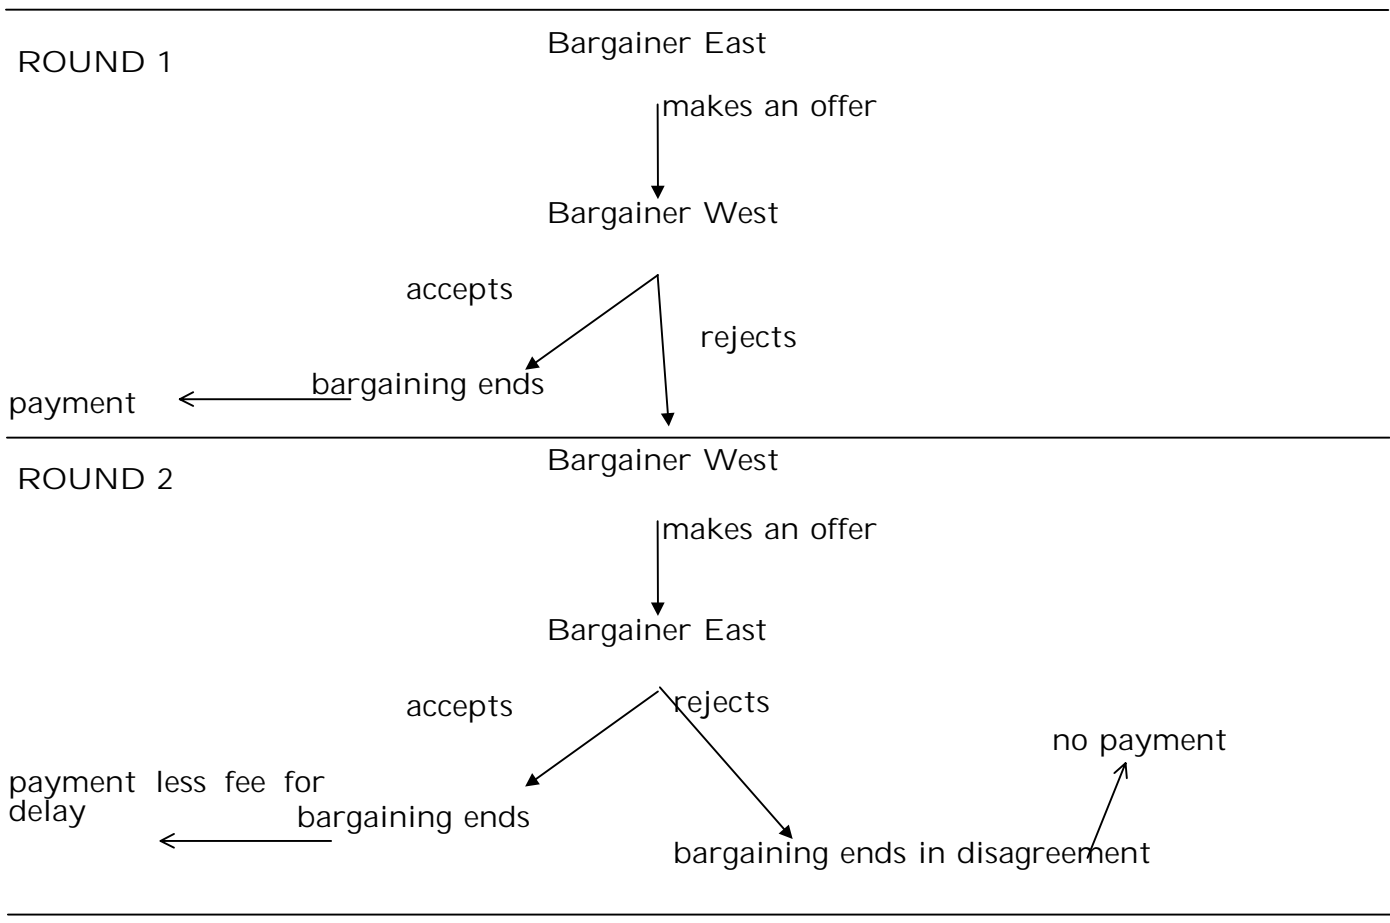 Bargainer East
ROUND 1
makes an offer
Bargainer West
accepts
rejects
bargaining ends
payment
Bargainer West
ROUND 2
makes an offer
Bargainer East
accepts
rejects
no payment
payment less fee for
delay
bargaining ends
bargaining ends in disagreement